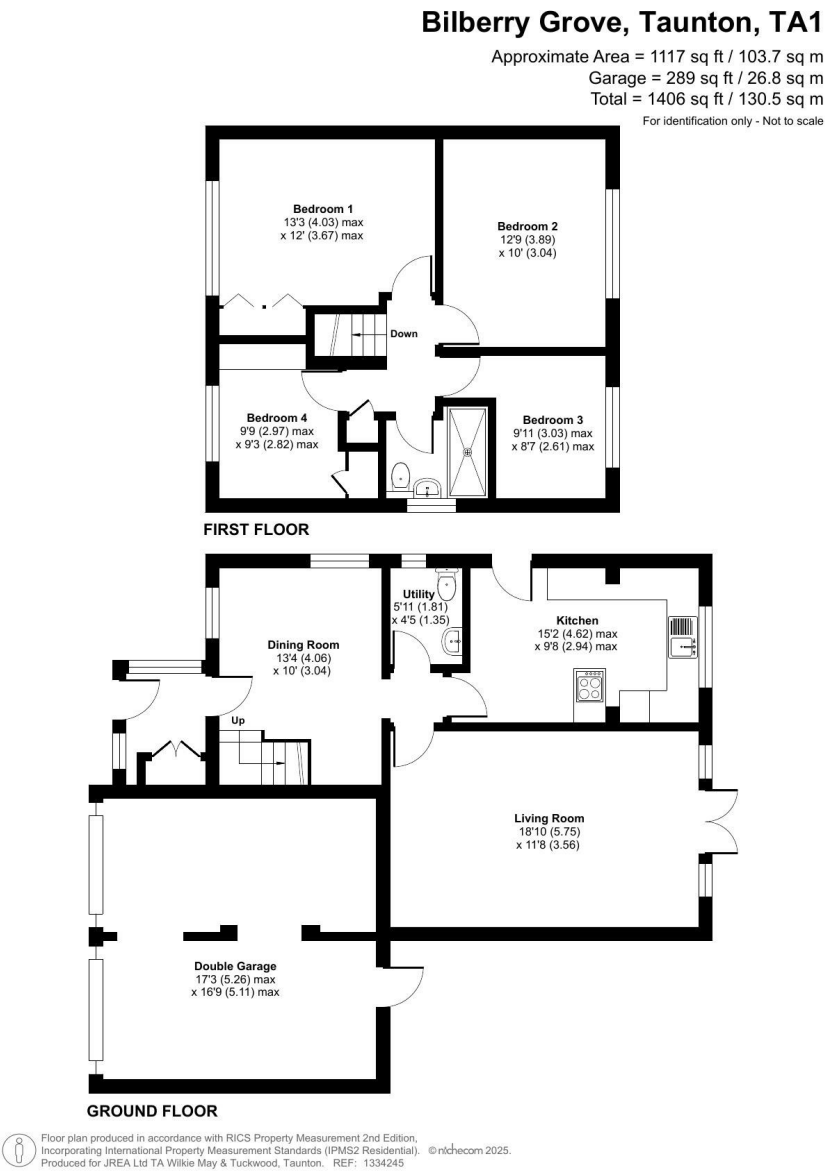 Bilberry Grove, Taunton, TA1
Approximate Area = 1117 sq ft / 103.7 sq m
Garage = 289 sq ft / 26.8 sq m
Total = 1406 sq ft / 130.5 sq m
For identification only - Not to scale
Bedroom 1
13'3 (4.03) max
x 12' (3.67) max
Bedroom 2
12'9 (3.89)
x 10' (3.04)
Down
Bedroom 4
9'9 (2.97) max
x 9'3 (2.82) max
Bedroom 3
9'11 (3.03) max
x 8'7 (2.61) max
FIRST FLOOR
Utility
5'11 (1.81)
x 4'5 (1.35)
Kitchen
15'2 (4.62) max
x 9'8 (2.94) max
Dining Room
13'4 (4.06)
x 10' (3.04)
Up
Living Room
18'10 (5.75)
x 11'8 (3.56)
Double Garage
17'3 (5.26) max
x 16'9 (5.11) max
GROUND FLOOR
Floor plan produced in accordance with RICS Property Measurement 2nd Edition,
Incorporating International Property Measurement Standards (IPMS2 Residential). © ntchecom 2025.
Produced for JREA Ltd TA Wilkie May & Tuckwood, Taunton. REF: 1334245